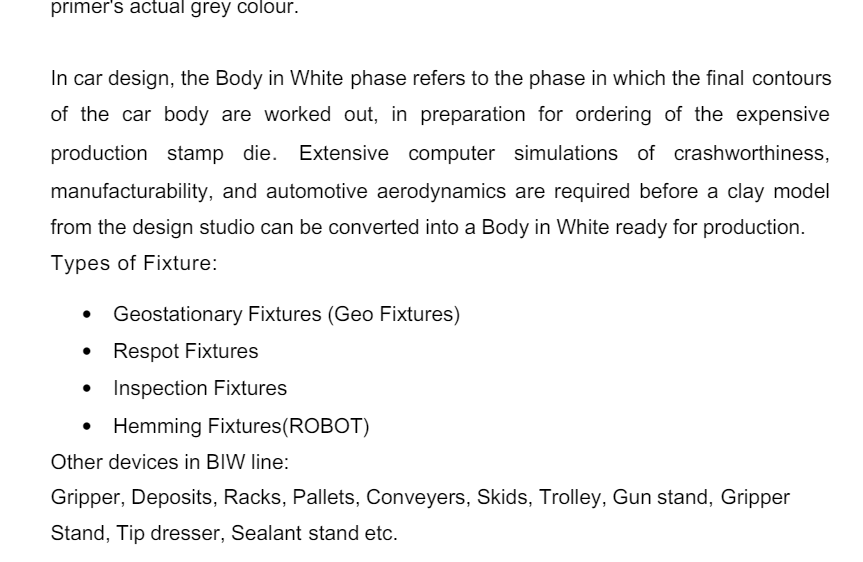 primer's actual grey colour.
In car design, the Body in White phase refers to the phase in which the final contours
of the car body are worked out, in preparation for ordering of the expensive
production stamp die. Extensive computer simulations of crashworthiness,
manufacturability, and automotive aerodynamics are required before a clay model
from the design studio can be converted into a Body in White ready for production.
Types of Fixture:
• Geostationary Fixtures (Geo Fixtures)
• Respot Fixtures
• Inspection Fixtures
• Hemming Fixtures(ROBOT)
Other devices in BIW line:
Gripper, Deposits, Racks, Pallets, Conveyers, Skids, Trolley, Gun stand, Gripper
Stand, Tip dresser, Sealant stand etc.